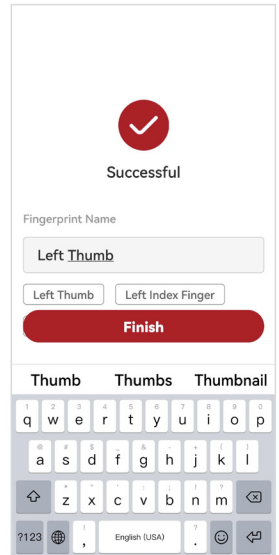 Successful
Fingerprint Name
Left Thumb
Left Thumb Left Index Finger
Finish
Thumb Thumbs Thumbnail
1 2 3 4 5 6 7 8 9 0
q w e r t y u i o p
a s d f g h j k l
z x c v b n m
?123 , English (USA) .